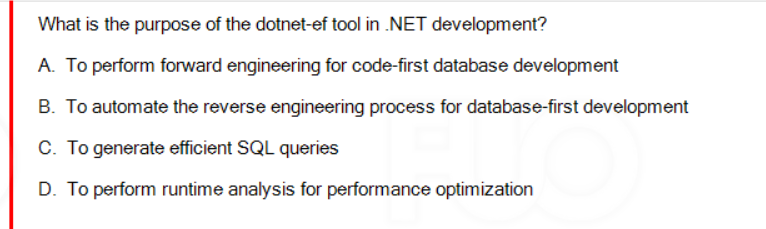 What is the purpose of the dotnet-ef tool in .NET development?
A. To perform forward engineering for code-first database development
B. To automate the reverse engineering process for database-first development
C. To generate efficient SQL queries
D. To perform runtime analysis for performance optimization